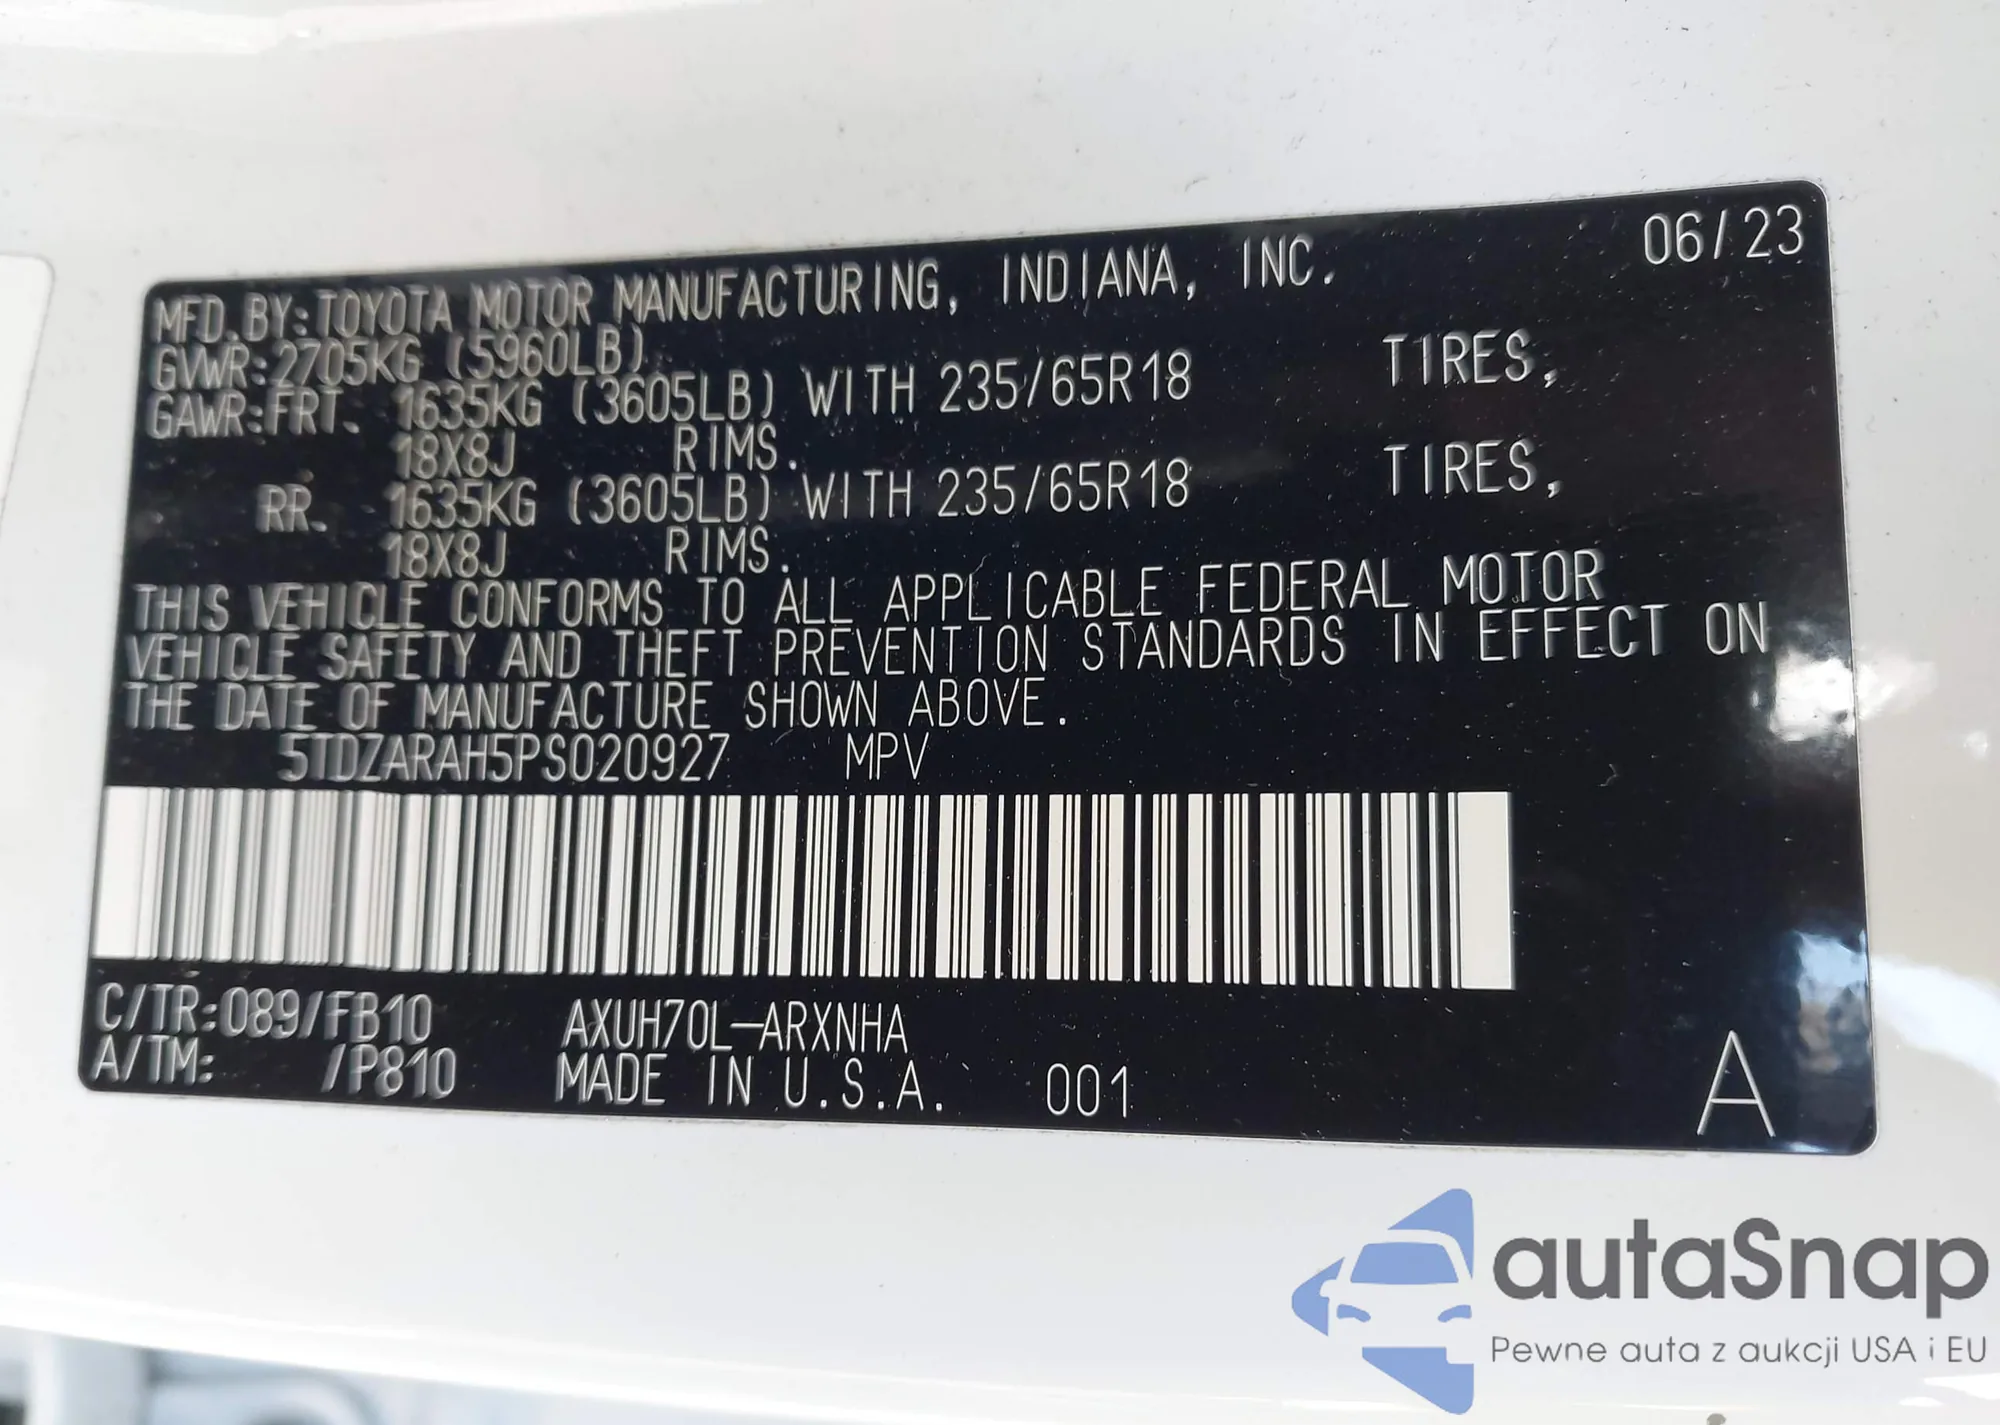 06/23
MFD.BY:TOYOTA MOTOR MANUFACTURING, INDIANA, INC.
GVWR:2705KG (5960LB)
GAWR:FRT. 1635KG (3605LB) WITH 235/65R18 TIRES,
18X8J RIMS.
RR. 1635KG (3605LB) WITH 235/65R18 TIRES,
18X8J RIMS.
THIS VEHICLE CONFORMS TO ALL APPLICABLE FEDERAL MOTOR
VEHICLE SAFETY AND THEFT PREVENTION STANDARDS IN EFFECT ON
THE DATE OF MANUFACTURE SHOWN ABOVE.
5TDZARAH5PS020927 MPV
C/TR:089/FB10 AXUH70L-ARXNHA
A/TM: /P810 MADE IN U.S.A. 001 A
autaSnap
Pewne auta z aukcji USA i EU